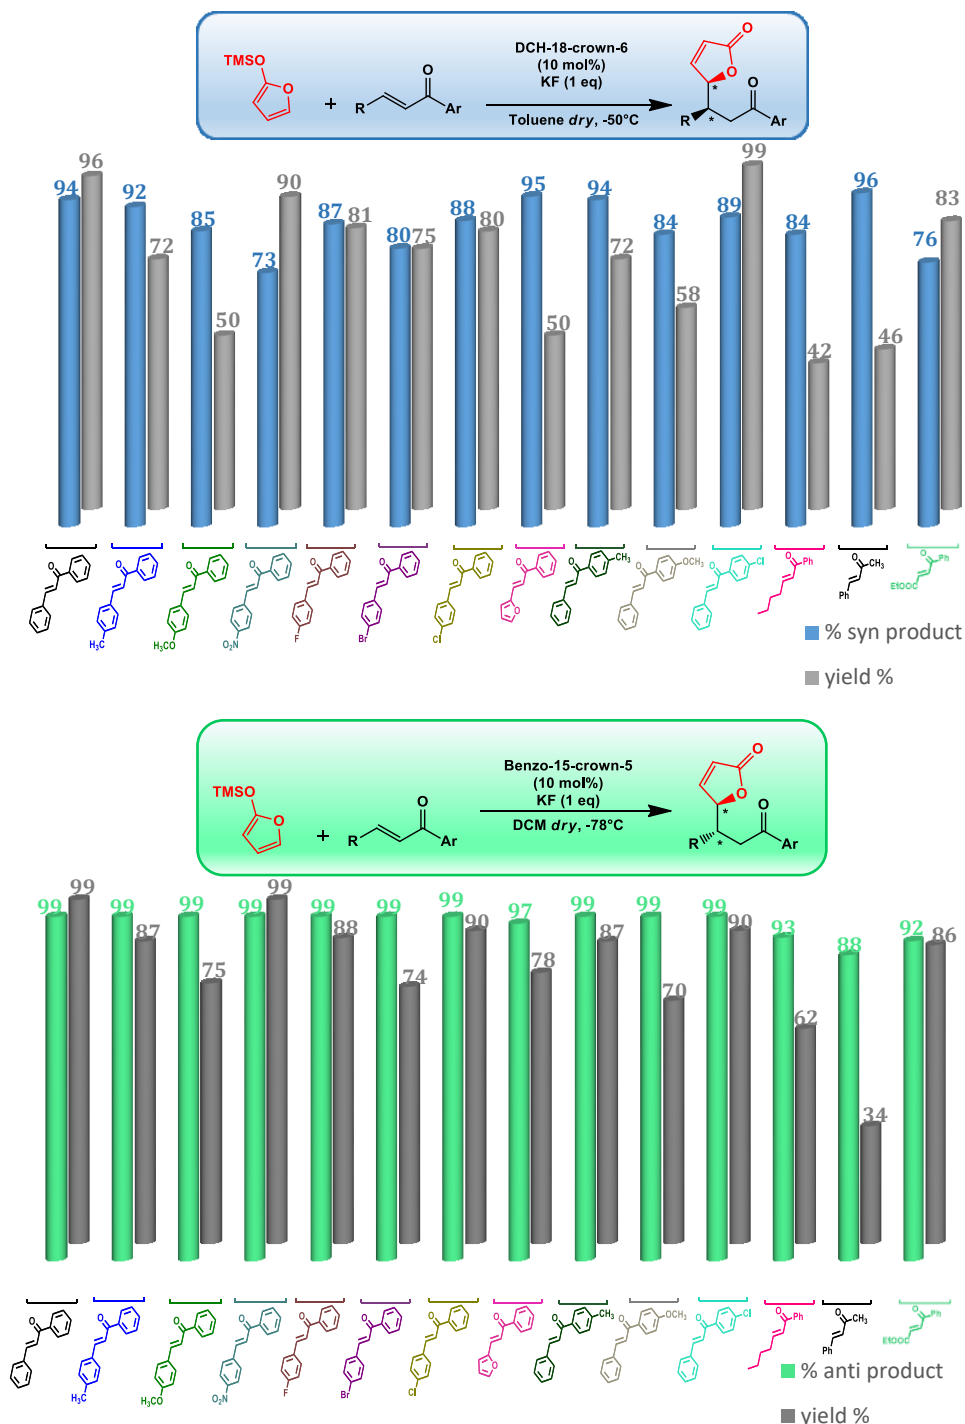 DCH-18-crown-6
(10 mol%)
KF (1 eq)
Toluene dry, -50°C
TMSO
O
+
R
O
Ar
O
O
O
*
*
R
Ar
94
96
92
72
85
50
73
90
87
81
80
75
88
80
95
50
94
72
84
58
89
99
84
42
96
46
76
83
O
O
H₃C
O
H₃CO
O
O₂N
O
F
O
Br
O
Cl
O
O
O
CH₃
O
OCH₃
O
Cl
O
Ph
O
CH₃
Ph
O
Ph
EtOOC
% syn product
yield %
Benzo-15-crown-5
(10 mol%)
KF (1 eq)
DCM dry, -78°C
TMSO
O
+
R
O
Ar
O
O
O
*
*
R
Ar
99
99
99
87
99
75
99
99
99
88
99
74
99
90
97
78
99
87
99
70
99
90
93
62
88
34
92
86
O
O
H₃C
O
H₃CO
O
O₂N
O
F
O
Br
O
Cl
O
O
O
CH₃
O
OCH₃
O
Cl
O
Ph
O
CH₃
Ph
O
Ph
EtOOC
% anti product
yield %